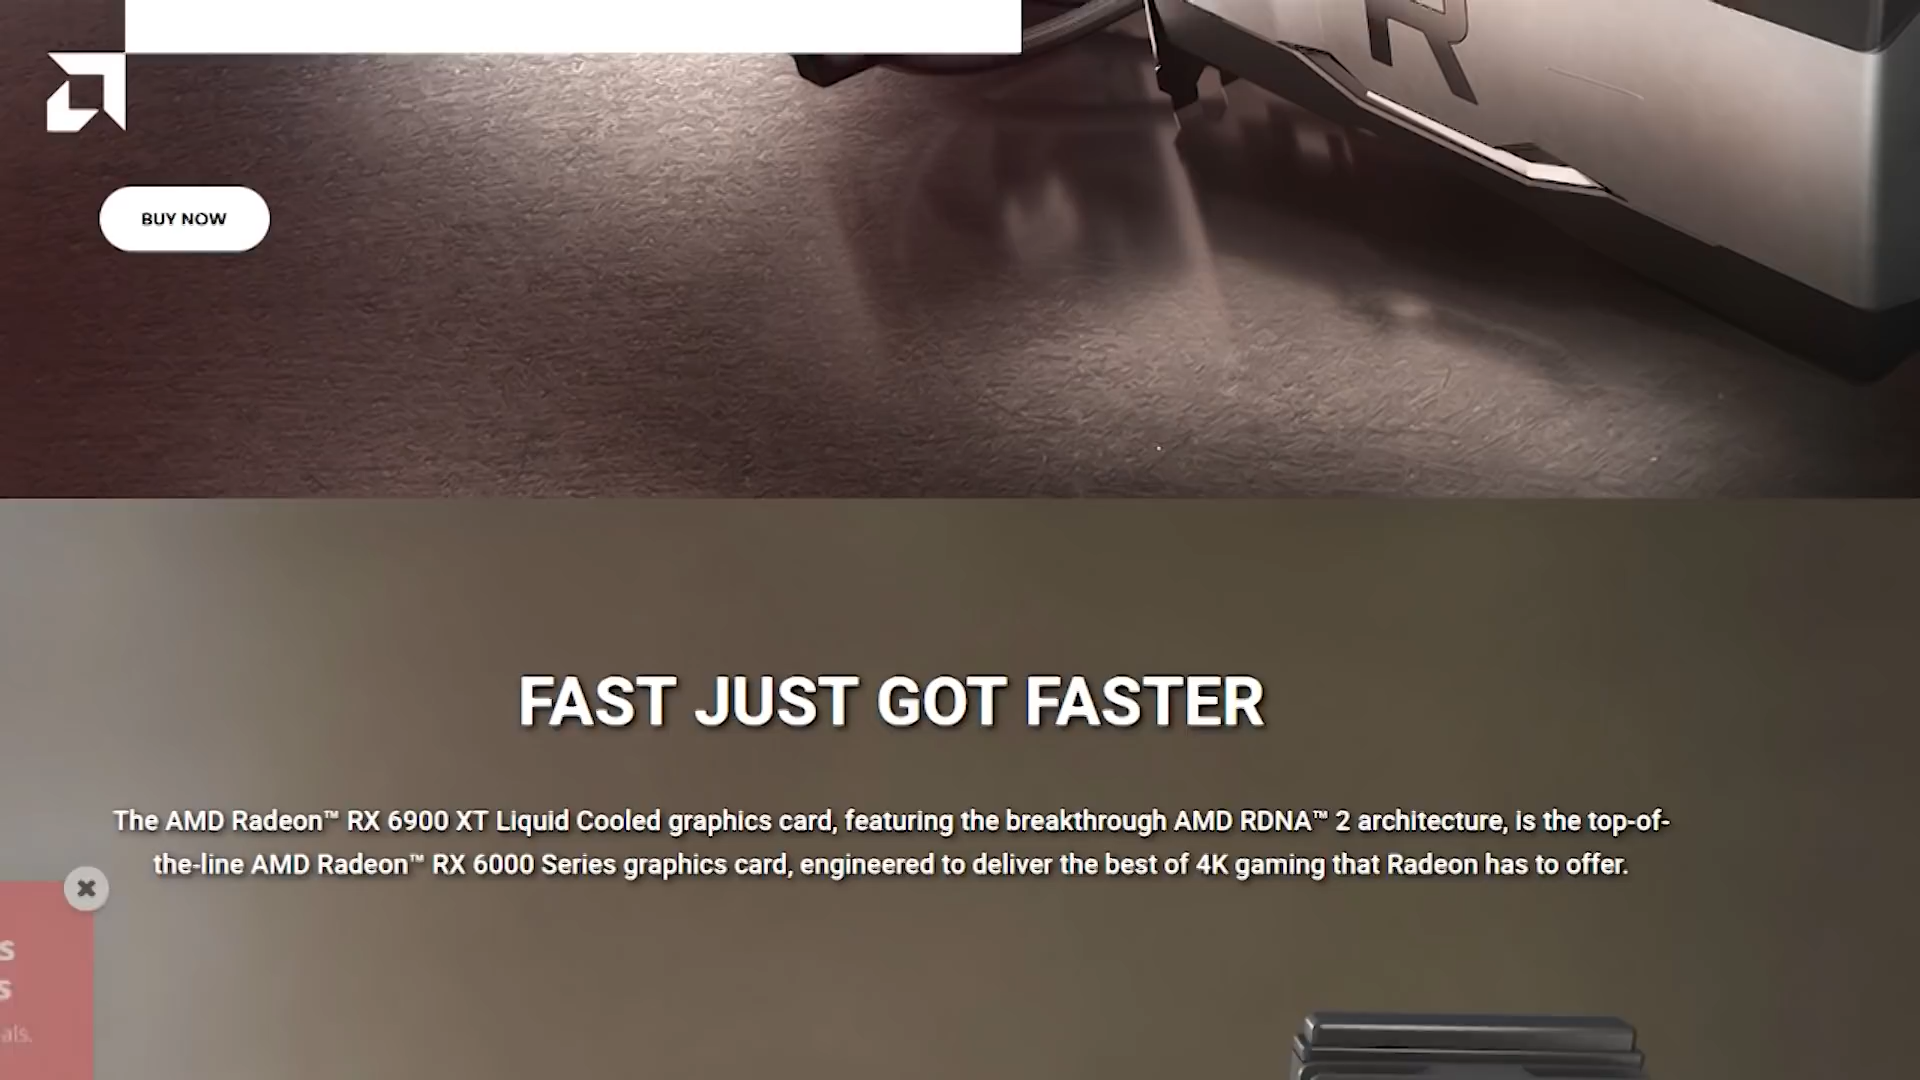 R
BUY NOW
FAST JUST GOT FASTER
The AMD Radeon™ RX 6900 XT Liquid Cooled graphics card, featuring the breakthrough AMD RDNA™ 2 architecture, is the top-of-
the-line AMD Radeon™ RX 6000 Series graphics card, engineered to deliver the best of 4K gaming that Radeon has to offer.